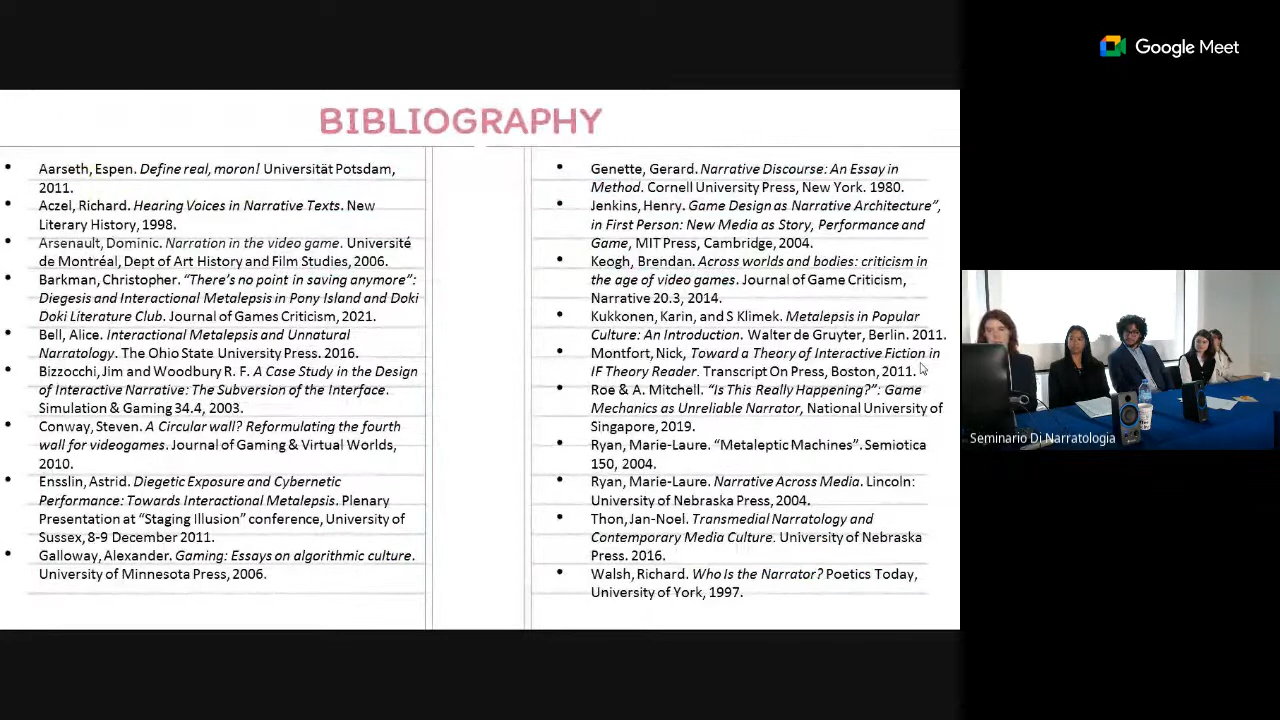 Google Meet
BIBLIOGRAPHY
Aarseth, Espen. Define real, moron! Universität Potsdam,
2011.
Aczel, Richard. Hearing Voices in Narrative Texts. New
Literary History, 1998.
Arsenault, Dominic. Narration in the video game. Université
de Montréal, Dept of Art History and Film Studies, 2006.
Barkman, Christopher. “There’s no point in saving anymore”:
Diegesis and Interactional Metalepsis in Pony Island and Doki
Doki Literature Club. Journal of Games Criticism, 2021.
Bell, Alice. Interactional Metalepsis and Unnatural
Narratology. The Ohio State University Press. 2016.
Bizzocchi, Jim and Woodbury R. F. A Case Study in the Design
of Interactive Narrative: The Subversion of the Interface.
Simulation & Gaming 34.4, 2003.
Conway, Steven. A Circular wall? Reformulating the fourth
wall for videogames. Journal of Gaming & Virtual Worlds,
2010.
Ensslin, Astrid. Diegetic Exposure and Cybernetic
Performance: Towards Interactional Metalepsis. Plenary
Presentation at “Staging Illusion” conference, University of
Sussex, 8-9 December 2011.
Galloway, Alexander. Gaming: Essays on algorithmic culture.
University of Minnesota Press, 2006.
Genette, Gerard. Narrative Discourse: An Essay in
Method. Cornell University Press, New York. 1980.
Jenkins, Henry. Game Design as Narrative Architecture”,
in First Person: New Media as Story, Performance and
Game, MIT Press, Cambridge, 2004.
Keogh, Brendan. Across worlds and bodies: criticism in
the age of video games. Journal of Game Criticism,
Narrative 20.3, 2014.
Kukkonen, Karin, and S Klimek. Metalepsis in Popular
Culture: An Introduction. Walter de Gruyter, Berlin. 2011.
Montfort, Nick, Toward a Theory of Interactive Fiction in
IF Theory Reader. Transcript On Press, Boston, 2011.
Roe & A. Mitchell. “Is This Really Happening?”: Game
Mechanics as Unreliable Narrator, National University of
Singapore, 2019.
Ryan, Marie-Laure. “Metaleptic Machines”. Semiotica
150, 2004.
Ryan, Marie-Laure. Narrative Across Media. Lincoln:
University of Nebraska Press, 2004.
Thon, Jan-Noel. Transmedial Narratology and
Contemporary Media Culture. University of Nebraska
Press. 2016.
Walsh, Richard. Who Is the Narrator? Poetics Today,
University of York, 1997.
Seminario Di Narratologia